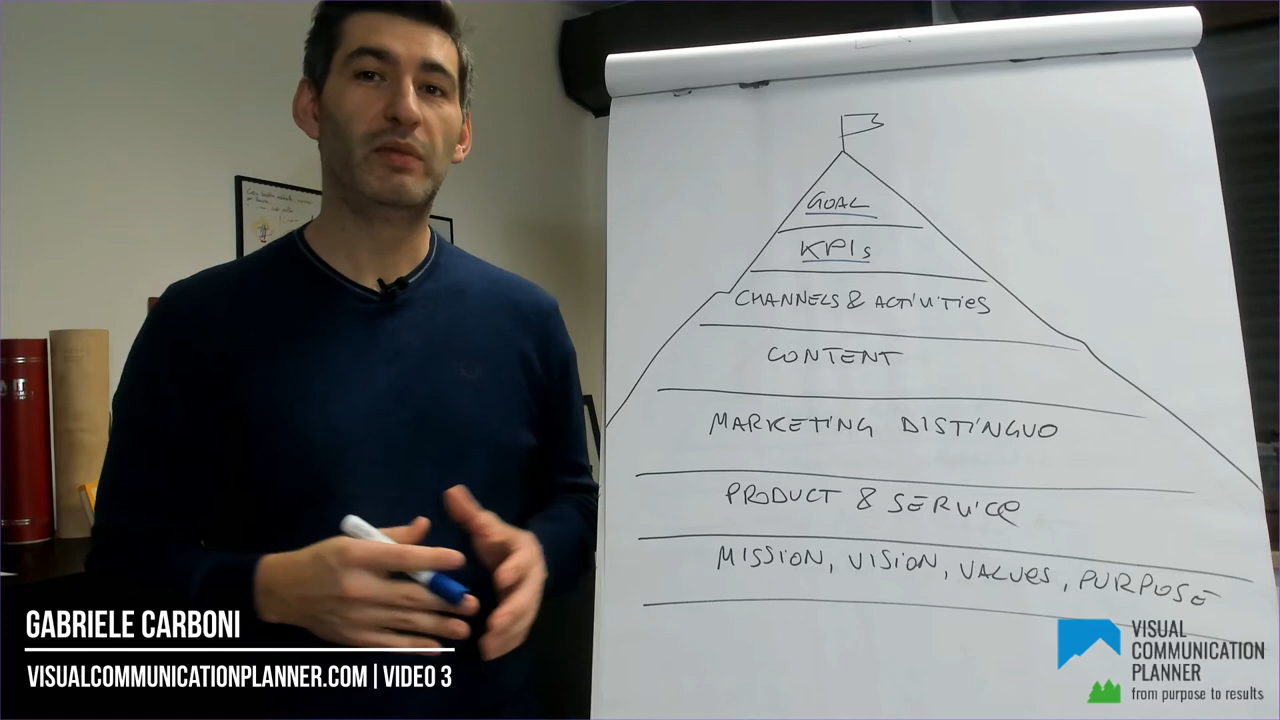 GOAL
KPIs
CHANNELS & ACTIVITIES
CONTENT
MARKETING DISTINGUO
PRODUCT & SERVICE
MISSION, VISION, VALUES, PURPOSE
GABRIELE CARBONI
VISUALCOMMUNICATIONPLANNER.COM | VIDEO 3
VISUAL
COMMUNICATION
PLANNER
from purpose to results